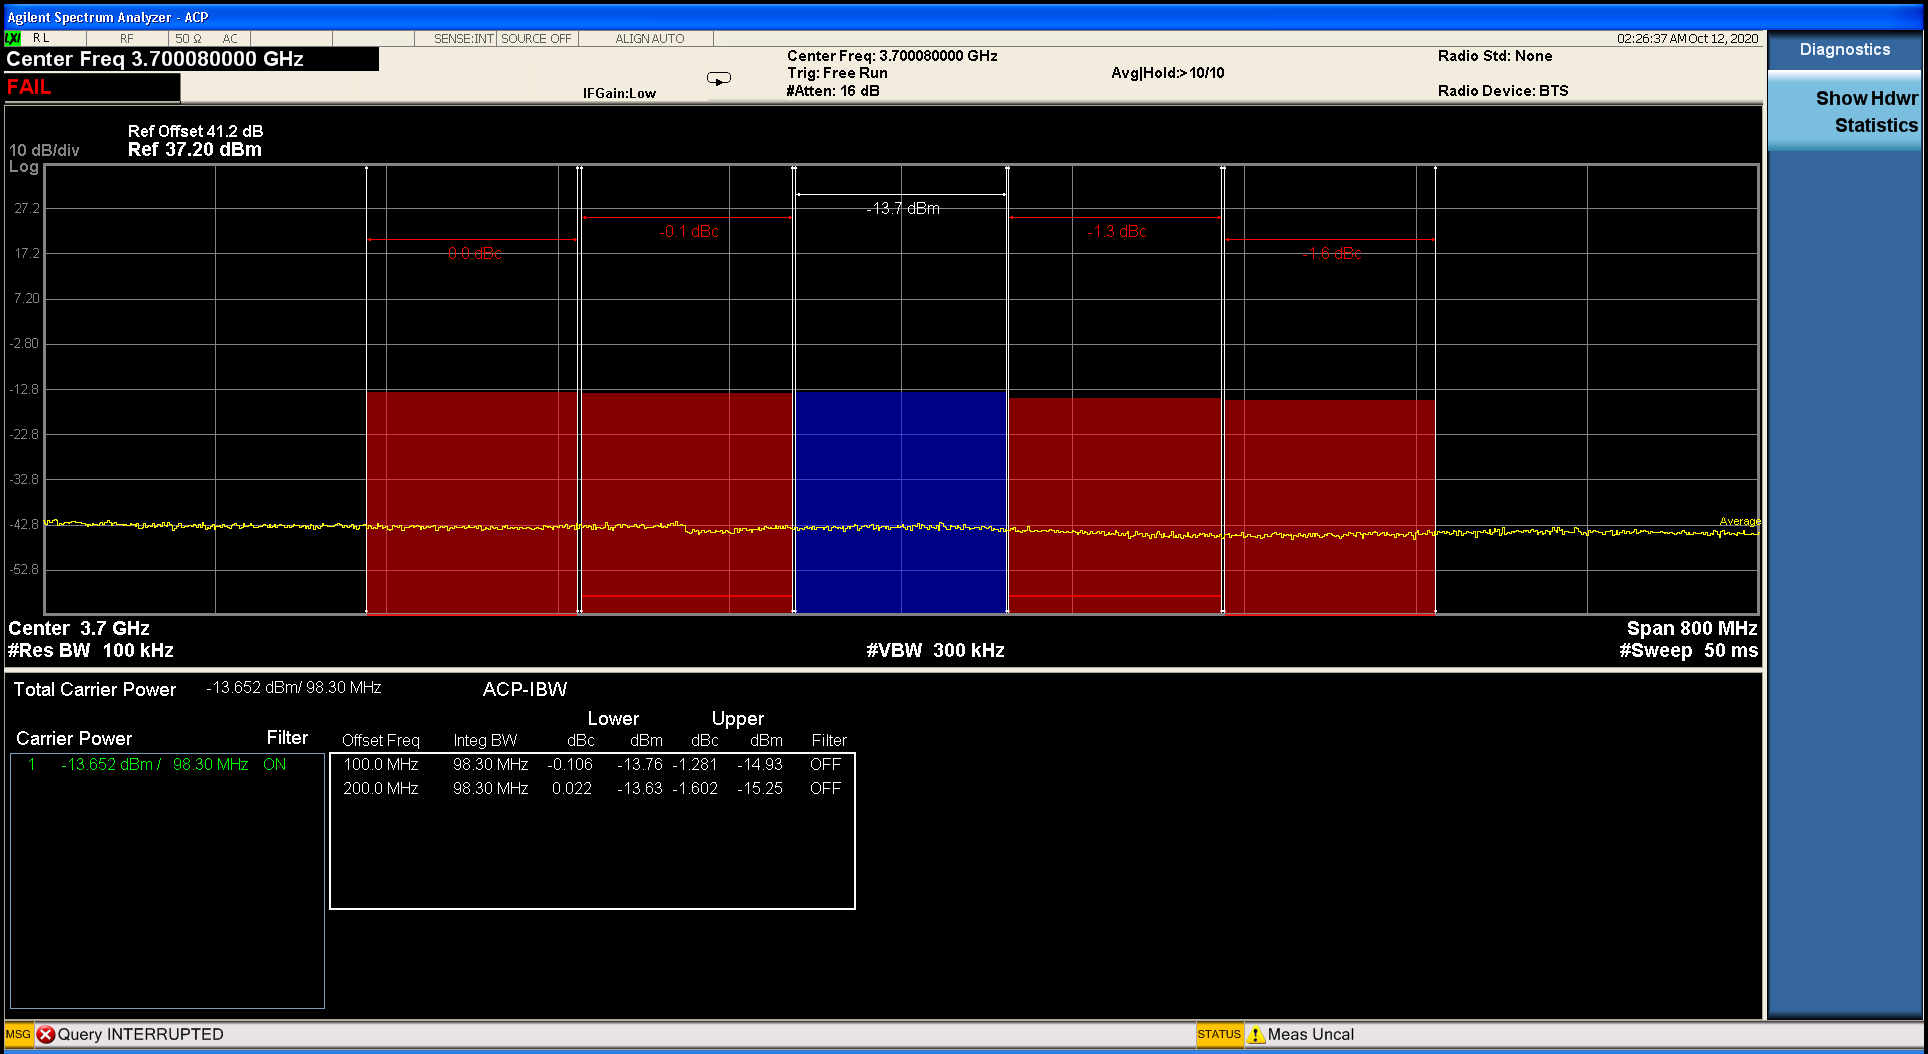 Agilent Spectrum Analyzer - ACP
LXI RL RF 50 Ω AC SENSE:INT SOURCE OFF ALIGN AUTO 02:26:37 AM Oct 12, 2020
Center Freq 3.700080000 GHz
FAIL
IFGain:Low
Center Freq: 3.700080000 GHz
Trig: Free Run
#Atten: 16 dB
Avg|Hold:>10/10
Radio Std: None
Radio Device: BTS
Diagnostics
Show Hdwr
Statistics
Ref Offset 41.2 dB
10 dB/div Ref 37.20 dBm
Log
27.2
17.2
7.20
-2.80
-12.8
-22.8
-32.8
-42.8
-52.8
0.0 dBc
-0.1 dBc
-13.7 dBm
-1.3 dBc
-1.6 dBc
Average
Center 3.7 GHz Span 800 MHz
#Res BW 100 kHz #VBW 300 kHz #Sweep 50 ms
Total Carrier Power -13.652 dBm/ 98.30 MHz ACP-IBW
Lower Upper
Carrier Power Filter Offset Freq Integ BW dBc dBm dBc dBm Filter
1 -13.652 dBm / 98.30 MHz ON 100.0 MHz 98.30 MHz -0.106 -13.76 -1.281 -14.93 OFF
200.0 MHz 98.30 MHz 0.022 -13.63 -1.602 -15.25 OFF
MSG Query INTERRUPTED STATUS Meas Uncal